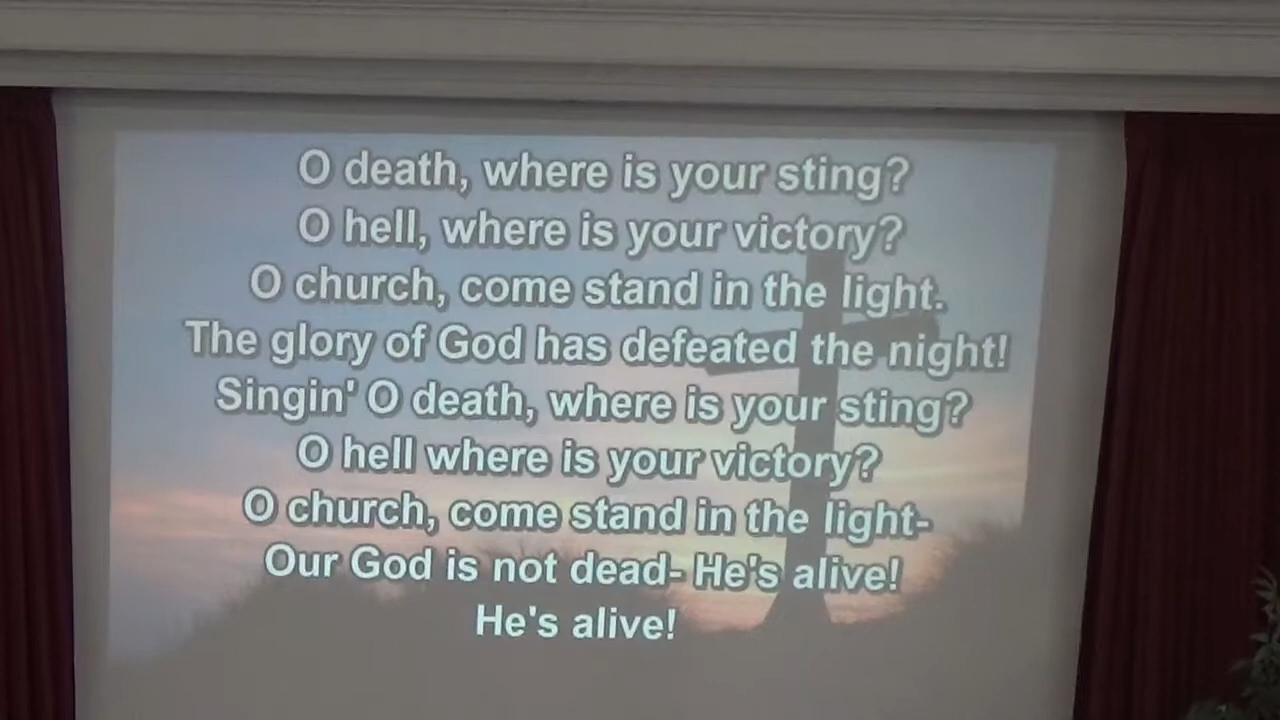 O death, where is your sting?
O hell, where is your victory?
O church, come stand in the light.
The glory of God has defeated the night!
Singin' O death, where is your sting?
O hell where is your victory?
O church, come stand in the light-
Our God is not dead- He's alive!
He's alive!